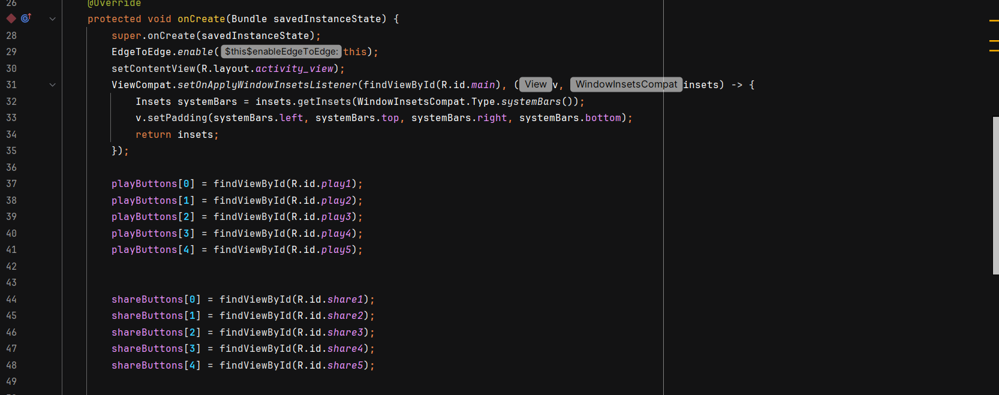 26 @Override
protected void onCreate(Bundle savedInstanceState) {
28 super.onCreate(savedInstanceState);
29 EdgeToEdge.enable( $this$enableEdgeToEdge: this);
30 setContentView(R.layout.activity_view);
31 ViewCompat.setOnApplyWindowInsetsListener(findViewById(R.id.main), ( View v, WindowInsetsCompat insets) -> {
32 Insets systemBars = insets.getInsets(WindowInsetsCompat.Type.systemBars());
33 v.setPadding(systemBars.left, systemBars.top, systemBars.right, systemBars.bottom);
34 return insets;
35 });
36
37 playButtons[0] = findViewById(R.id.play1);
38 playButtons[1] = findViewById(R.id.play2);
39 playButtons[2] = findViewById(R.id.play3);
40 playButtons[3] = findViewById(R.id.play4);
41 playButtons[4] = findViewById(R.id.play5);
42
43
44 shareButtons[0] = findViewById(R.id.share1);
45 shareButtons[1] = findViewById(R.id.share2);
46 shareButtons[2] = findViewById(R.id.share3);
47 shareButtons[3] = findViewById(R.id.share4);
48 shareButtons[4] = findViewById(R.id.share5);
49